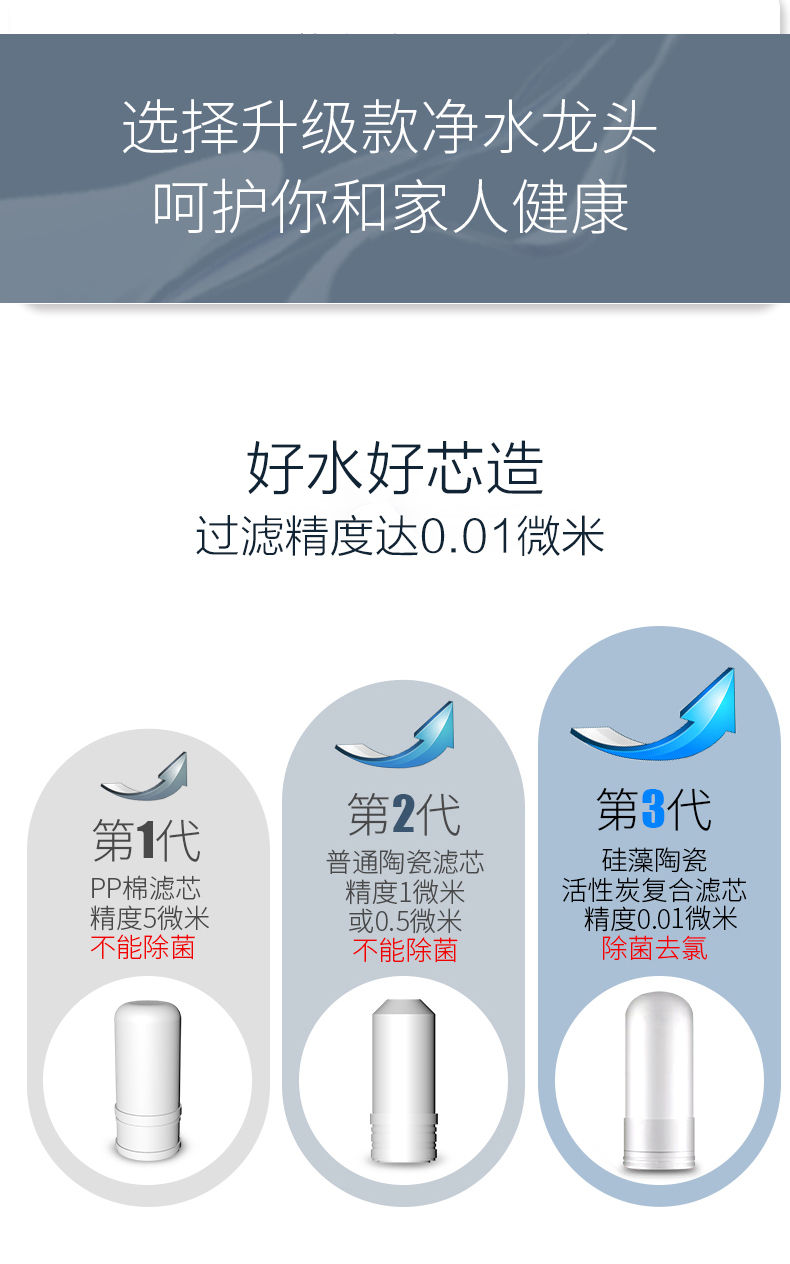 选择升级款净水龙头
呵护你和家人健康
好水好芯造
过滤精度达0.01微米
第1代
PP棉滤芯
精度5微米
不能除菌
第2代
普通陶瓷滤芯
精度1微米
或0.5微米
不能除菌
第3代
硅藻陶瓷
活性炭复合滤芯
精度0.01微米
除菌去氯